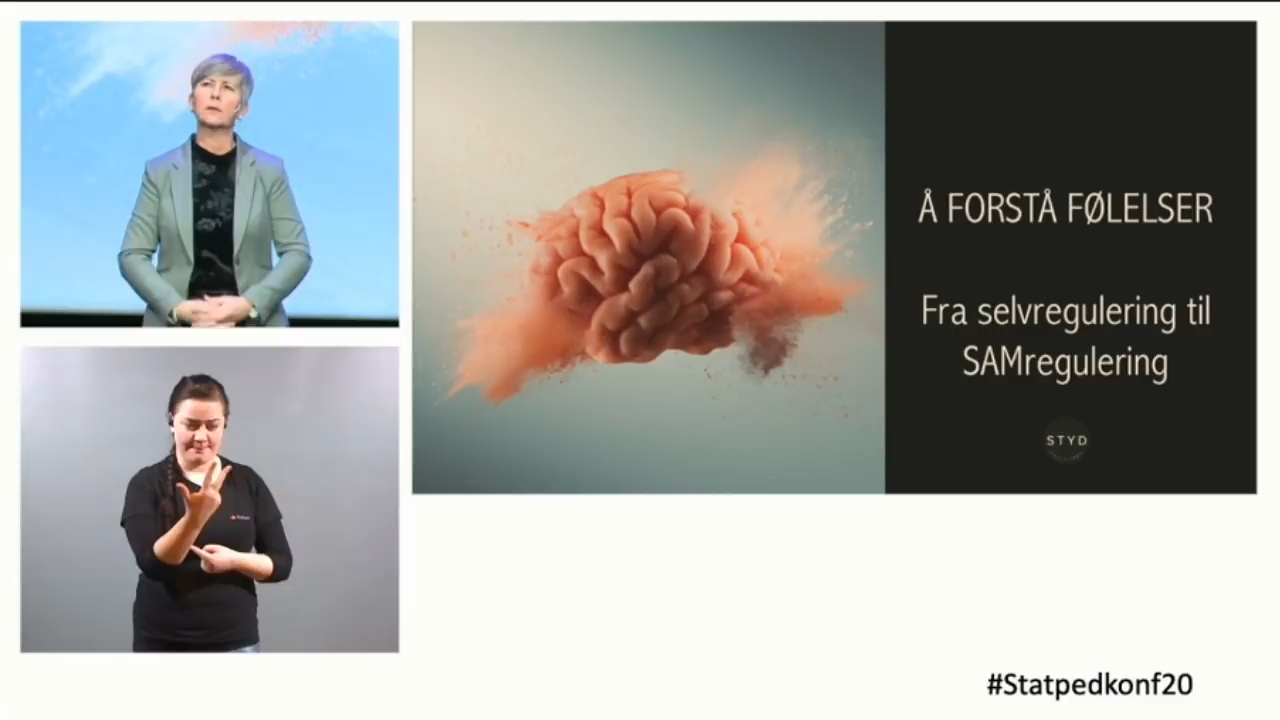 Å FORSTÅ FØLELSER
Fra selvregulering til
SAMregulering
STYD
#Statpedkonf20